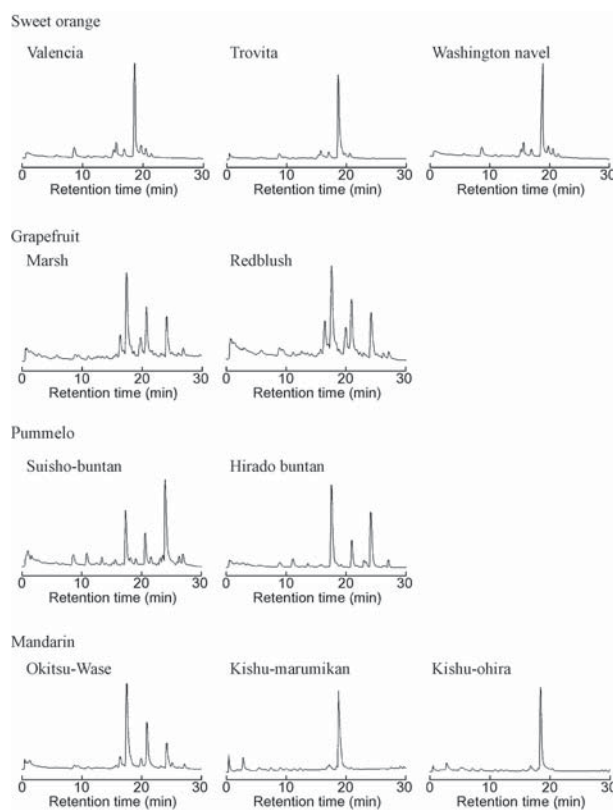 Sweet orange
Valencia Trovita Washington navel
0 10 20 30 0 10 20 30 0 10 20 30
Retention time (min) Retention time (min) Retention time (min)
Grapefruit
Marsh Redblush
0 10 20 30 0 10 20 30
Retention time (min) Retention time (min)
Pummelo
Suisho-buntan Hirado buntan
0 10 20 30 0 10 20 30
Retention time (min) Retention time (min)
Mandarin
Okitsu-Wase Kishu-marumikan Kishu-ohira
0 10 20 30 0 10 20 30 0 10 20 30
Retention time (min) Retention time (min) Retention time (min)